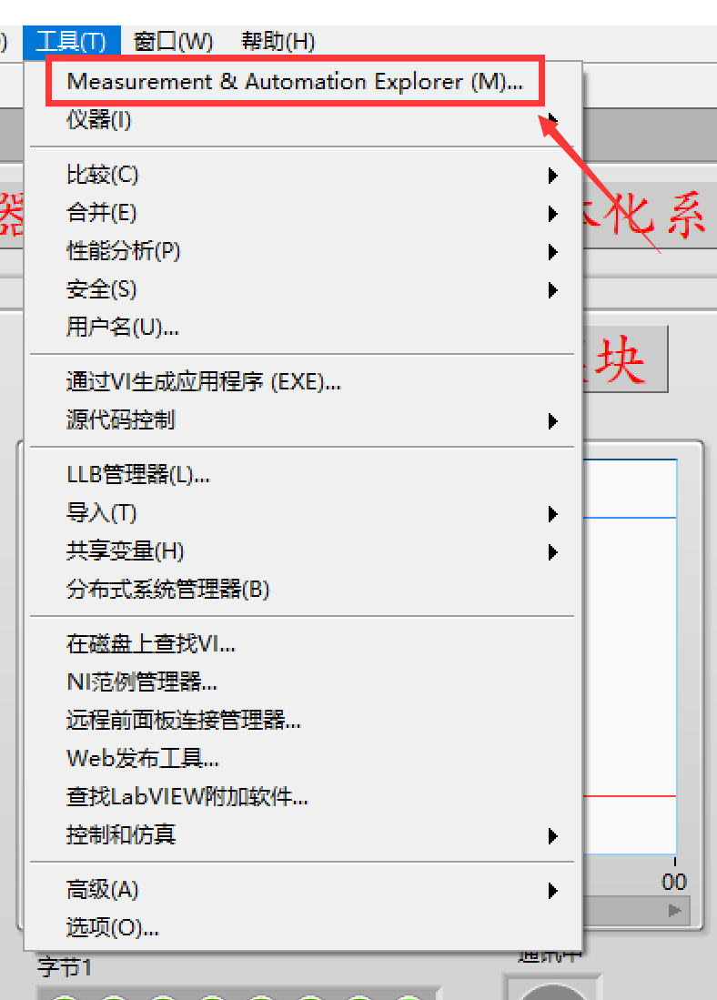 工具(T) 窗口(W) 帮助(H)
Measurement & Automation Explorer (M)...
仪器(I)
比较(C)
合并(E)
性能分析(P)
安全(S)
用户名(U)...
通过VI生成应用程序 (EXE)...
源代码控制
LLB管理器(L)...
导入(T)
共享变量(H)
分布式系统管理器(B)
在磁盘上查找VI...
NI范例管理器...
远程前面板连接管理器...
Web发布工具...
查找LabVIEW附加软件...
控制和仿真
高级(A)
选项(O)...
器
化系
块
00
字节1
通讯中